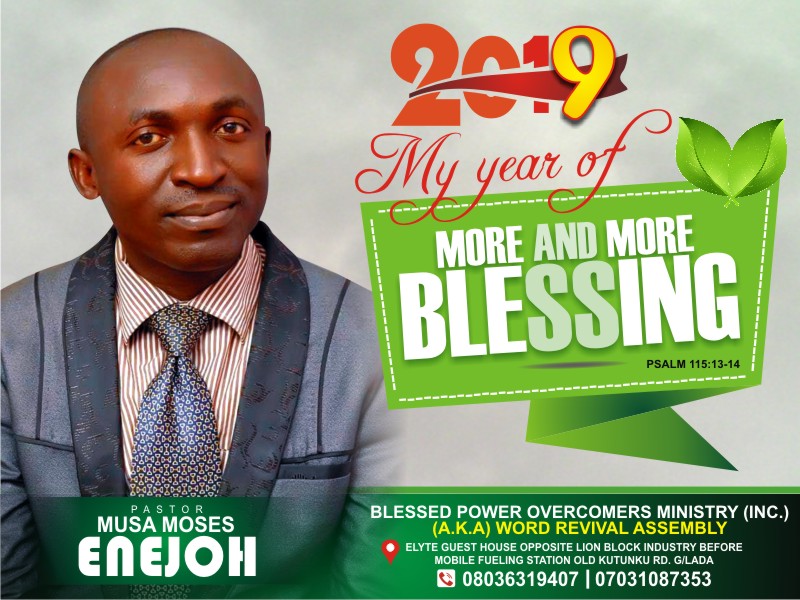 2019
My year of
MORE AND MORE
BLESSING
PSALM 115:13-14
PASTOR
MUSA MOSES
ENEJOH
BLESSED POWER OVERCOMERS MINISTRY (INC.)
(A.K.A) WORD REVIVAL ASSEMBLY
ELYTE GUEST HOUSE OPPOSITE LION BLOCK INDUSTRY BEFORE
MOBILE FUELING STATION OLD KUTUNKU RD. G/LADA
08036319407 | 07031087353